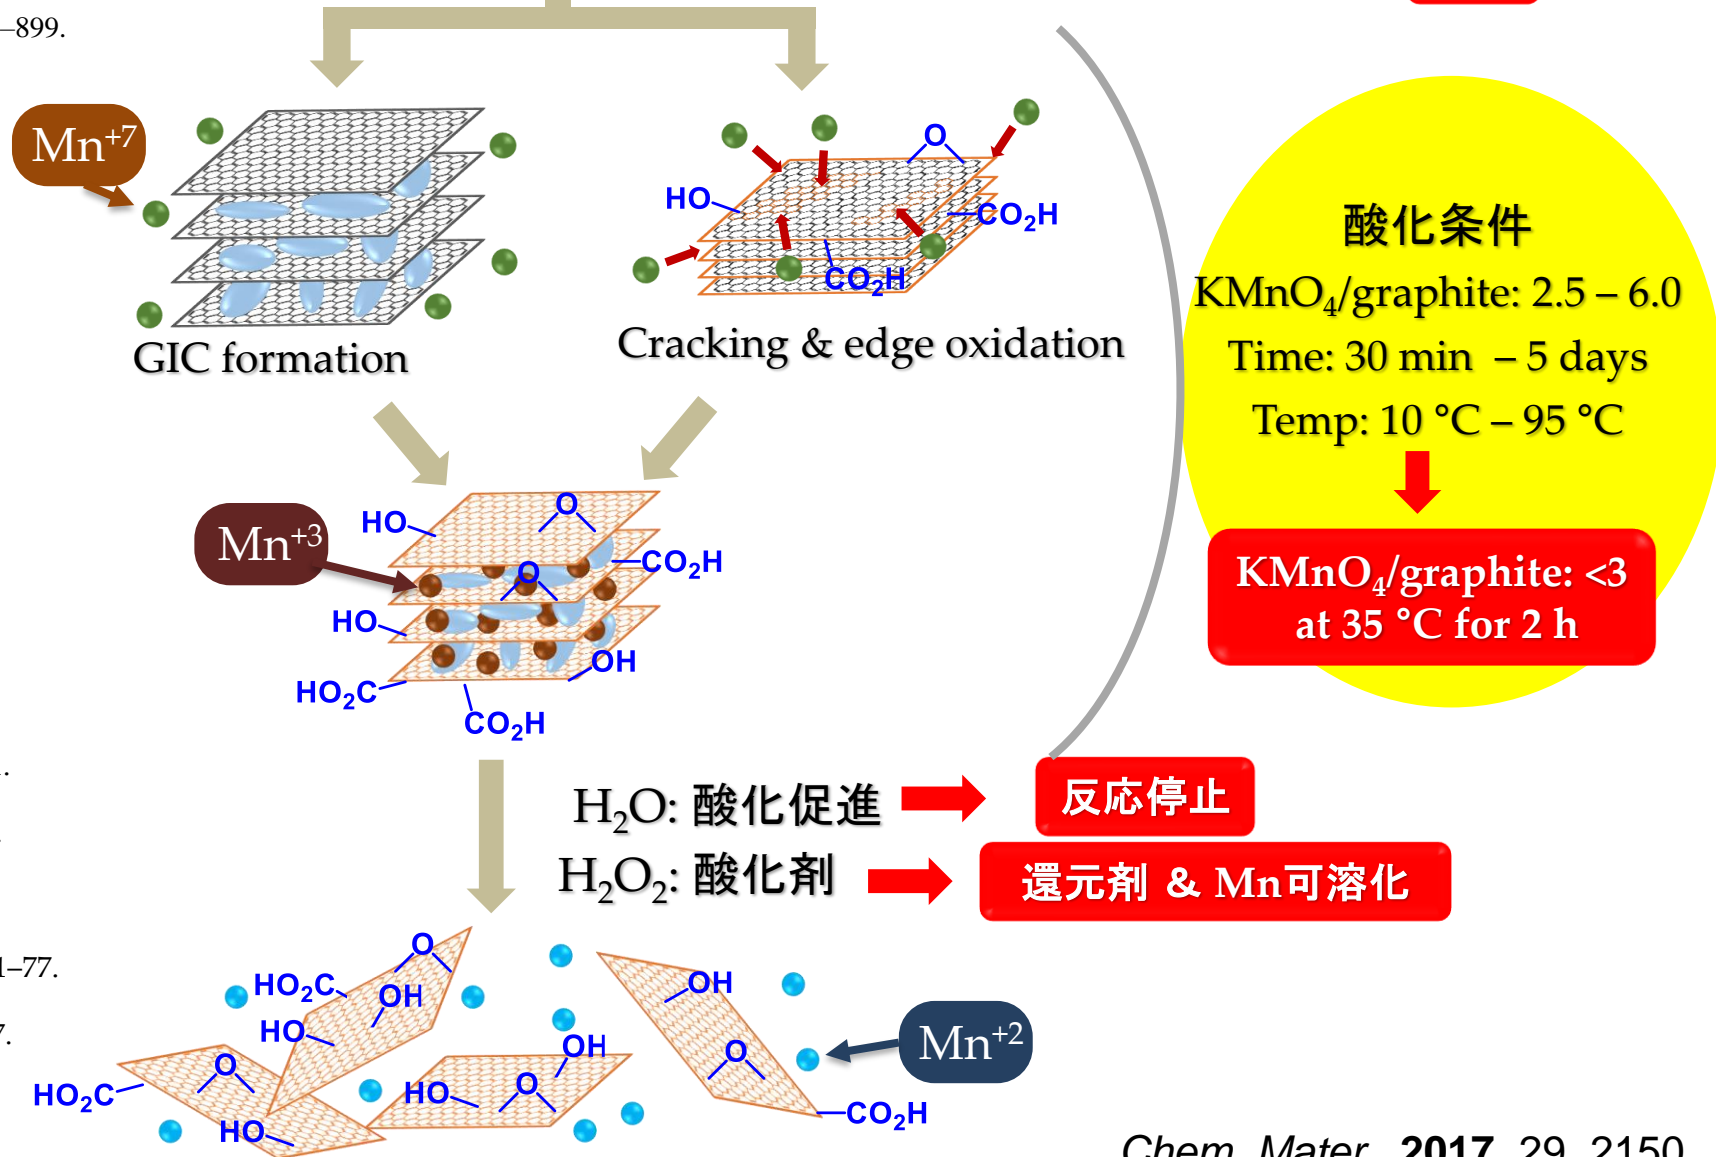 –899.
Mn+7
O
HO
CO2H
CO2H
GIC formation
Cracking & edge oxidation
酸化条件
KMnO4/graphite: 2.5 – 6.0
Time: 30 min – 5 days
Temp: 10 °C – 95 °C
KMnO4/graphite: <3
at 35 °C for 2 h
Mn+3
HO
O
CO2H
O
HO
OH
HO2C
CO2H
H2O: 酸化促進
反応停止
H2O2: 酸化剤
還元剤 & Mn可溶化
1–77.
7.
O
HO2C
OH
HO
O
HO2C
HO
OH
HO
O
OH
O
CO2H
Mn+2
Chem. Mater. 2017, 29, 2150